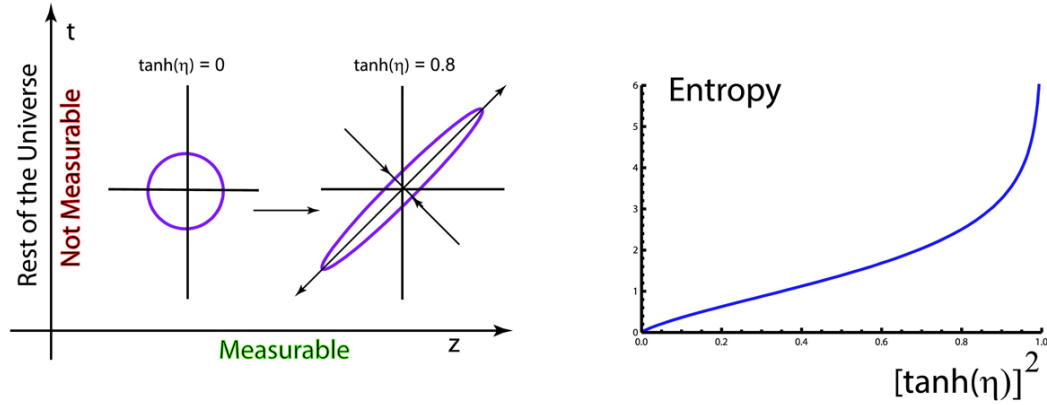 t
Rest of the Universe
Not Measurable
tanh(η) = 0
tanh(η) = 0.8
Measurable
z
Entropy
6
5
4
3
2
1
0
0.0 0.2 0.4 0.6 0.8 1.0
[tanh(η)]²